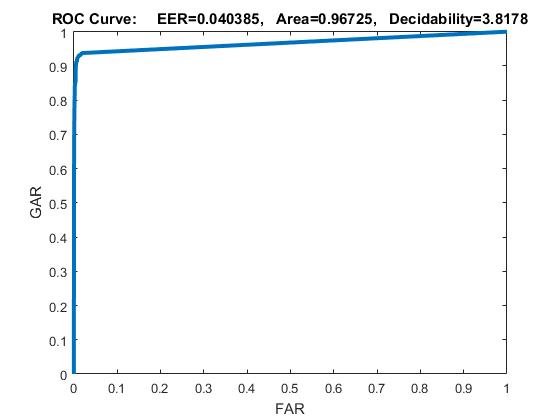 ROC Curve: EER=0.040385, Area=0.96725, Decidability=3.8178
1
0.9
0.8
0.7
0.6
0.5
0.4
0.3
0.2
0.1
0
GAR
0 0.1 0.2 0.3 0.4 0.5 0.6 0.7 0.8 0.9 1
FAR